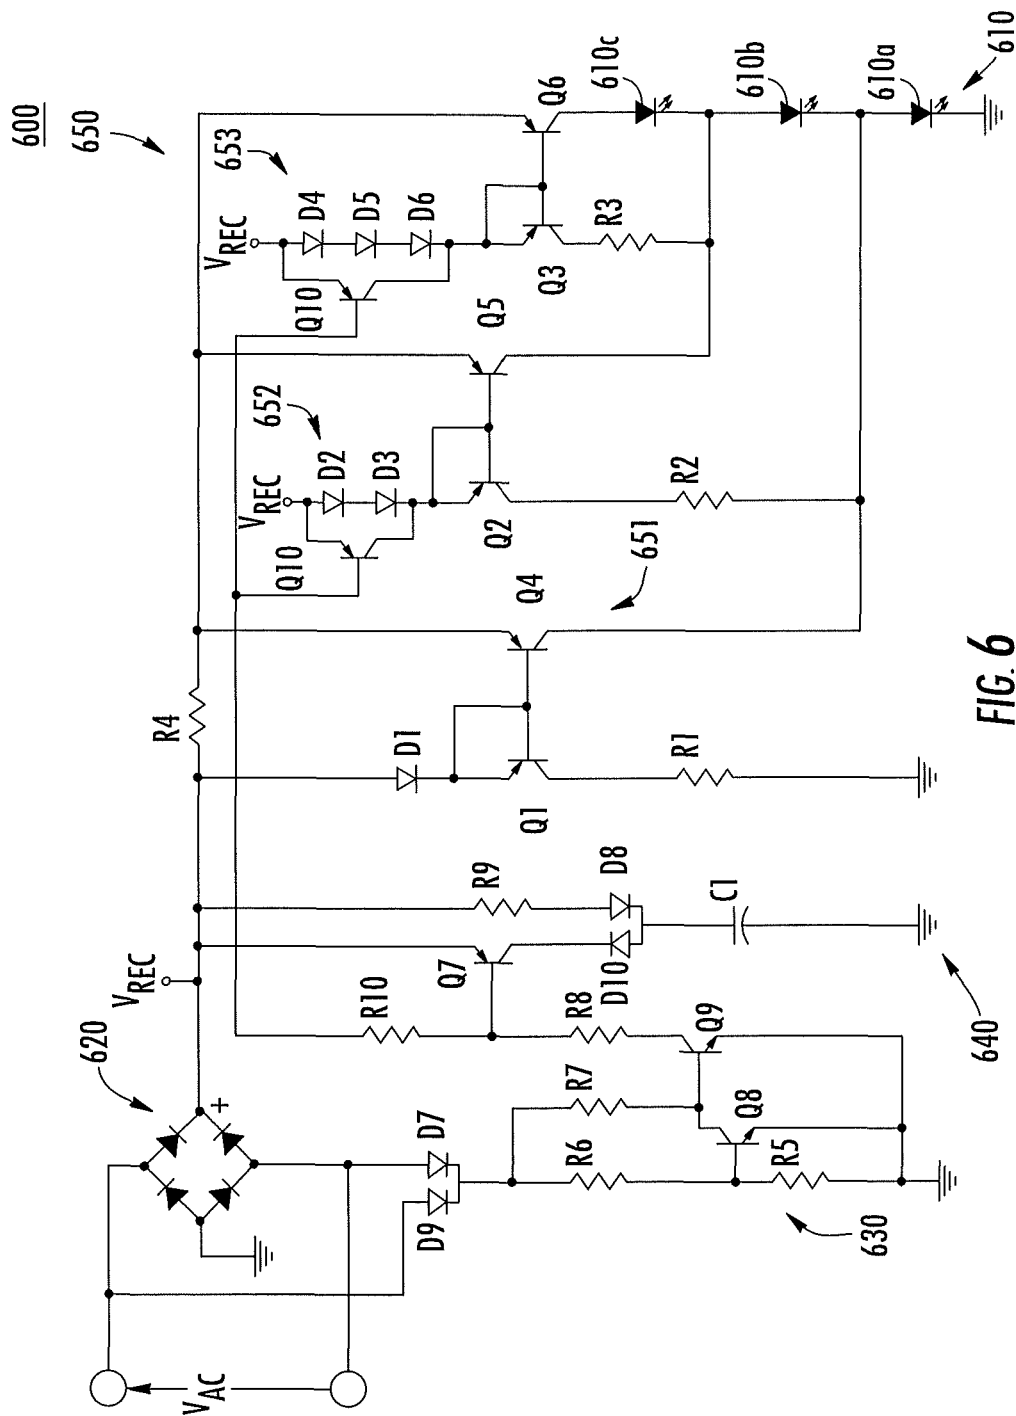 600
650
653
V_REC
D4
D5
D6
Q10
Q3
R3
Q6
610c
610b
610a
610
652
V_REC
D2
D3
Q10
Q2
Q5
R2
651
R4
D1
Q1
Q4
R1
V_REC
620
+
R10
Q7
R9
D8
D10
C1
640
R8
Q9
R7
Q8
D7
D9
R6
R5
630
V_AC
FIG. 6